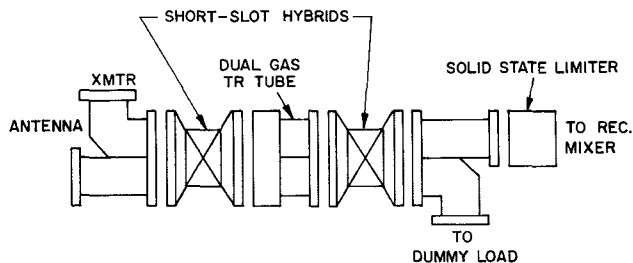 SHORT-SLOT HYBRIDS
XMTR
DUAL GAS
TR TUBE
SOLID STATE LIMITER
ANTENNA
TO REC.
MIXER
TO
DUMMY LOAD